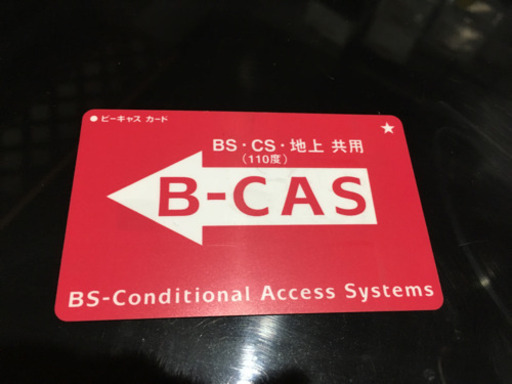 ● ビーキャス カード
★
BS・CS・地上 共用
(110度)
B-CAS
BS-Conditional Access Systems